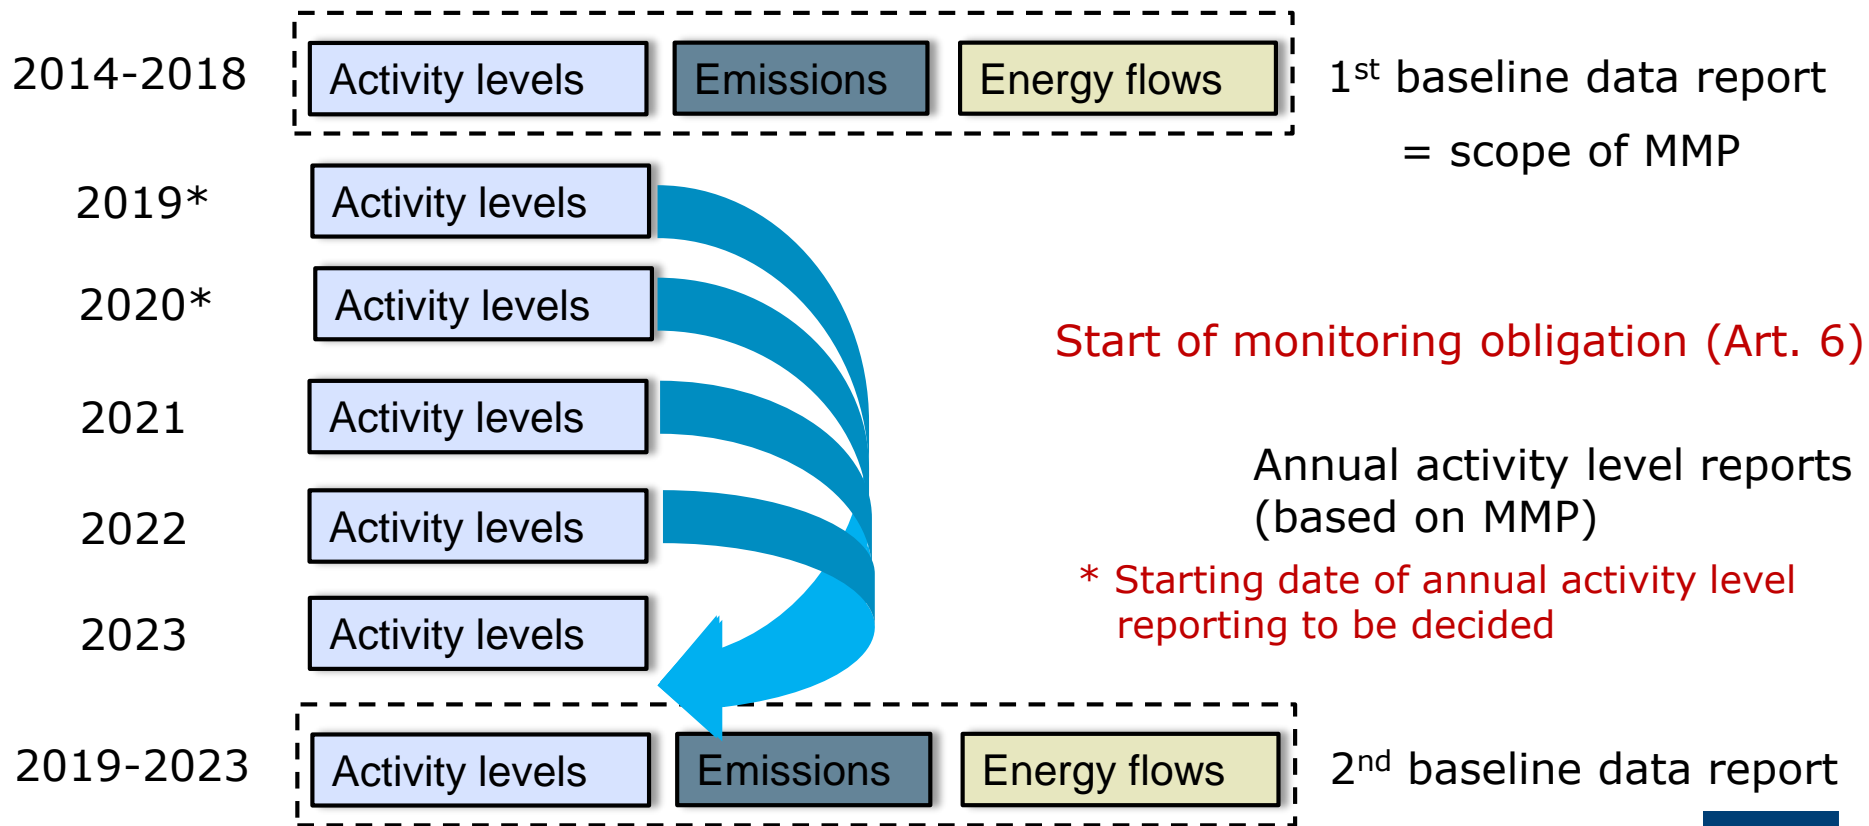 2014-2018 Activity levels Emissions Energy flows 1st baseline data report
= scope of MMP
2019* Activity levels
2020* Activity levels
Start of monitoring obligation (Art. 6)
2021 Activity levels
Annual activity level reports
(based on MMP)
2022 Activity levels
* Starting date of annual activity level
reporting to be decided
2023 Activity levels
2019-2023 Activity levels Emissions Energy flows 2nd baseline data report